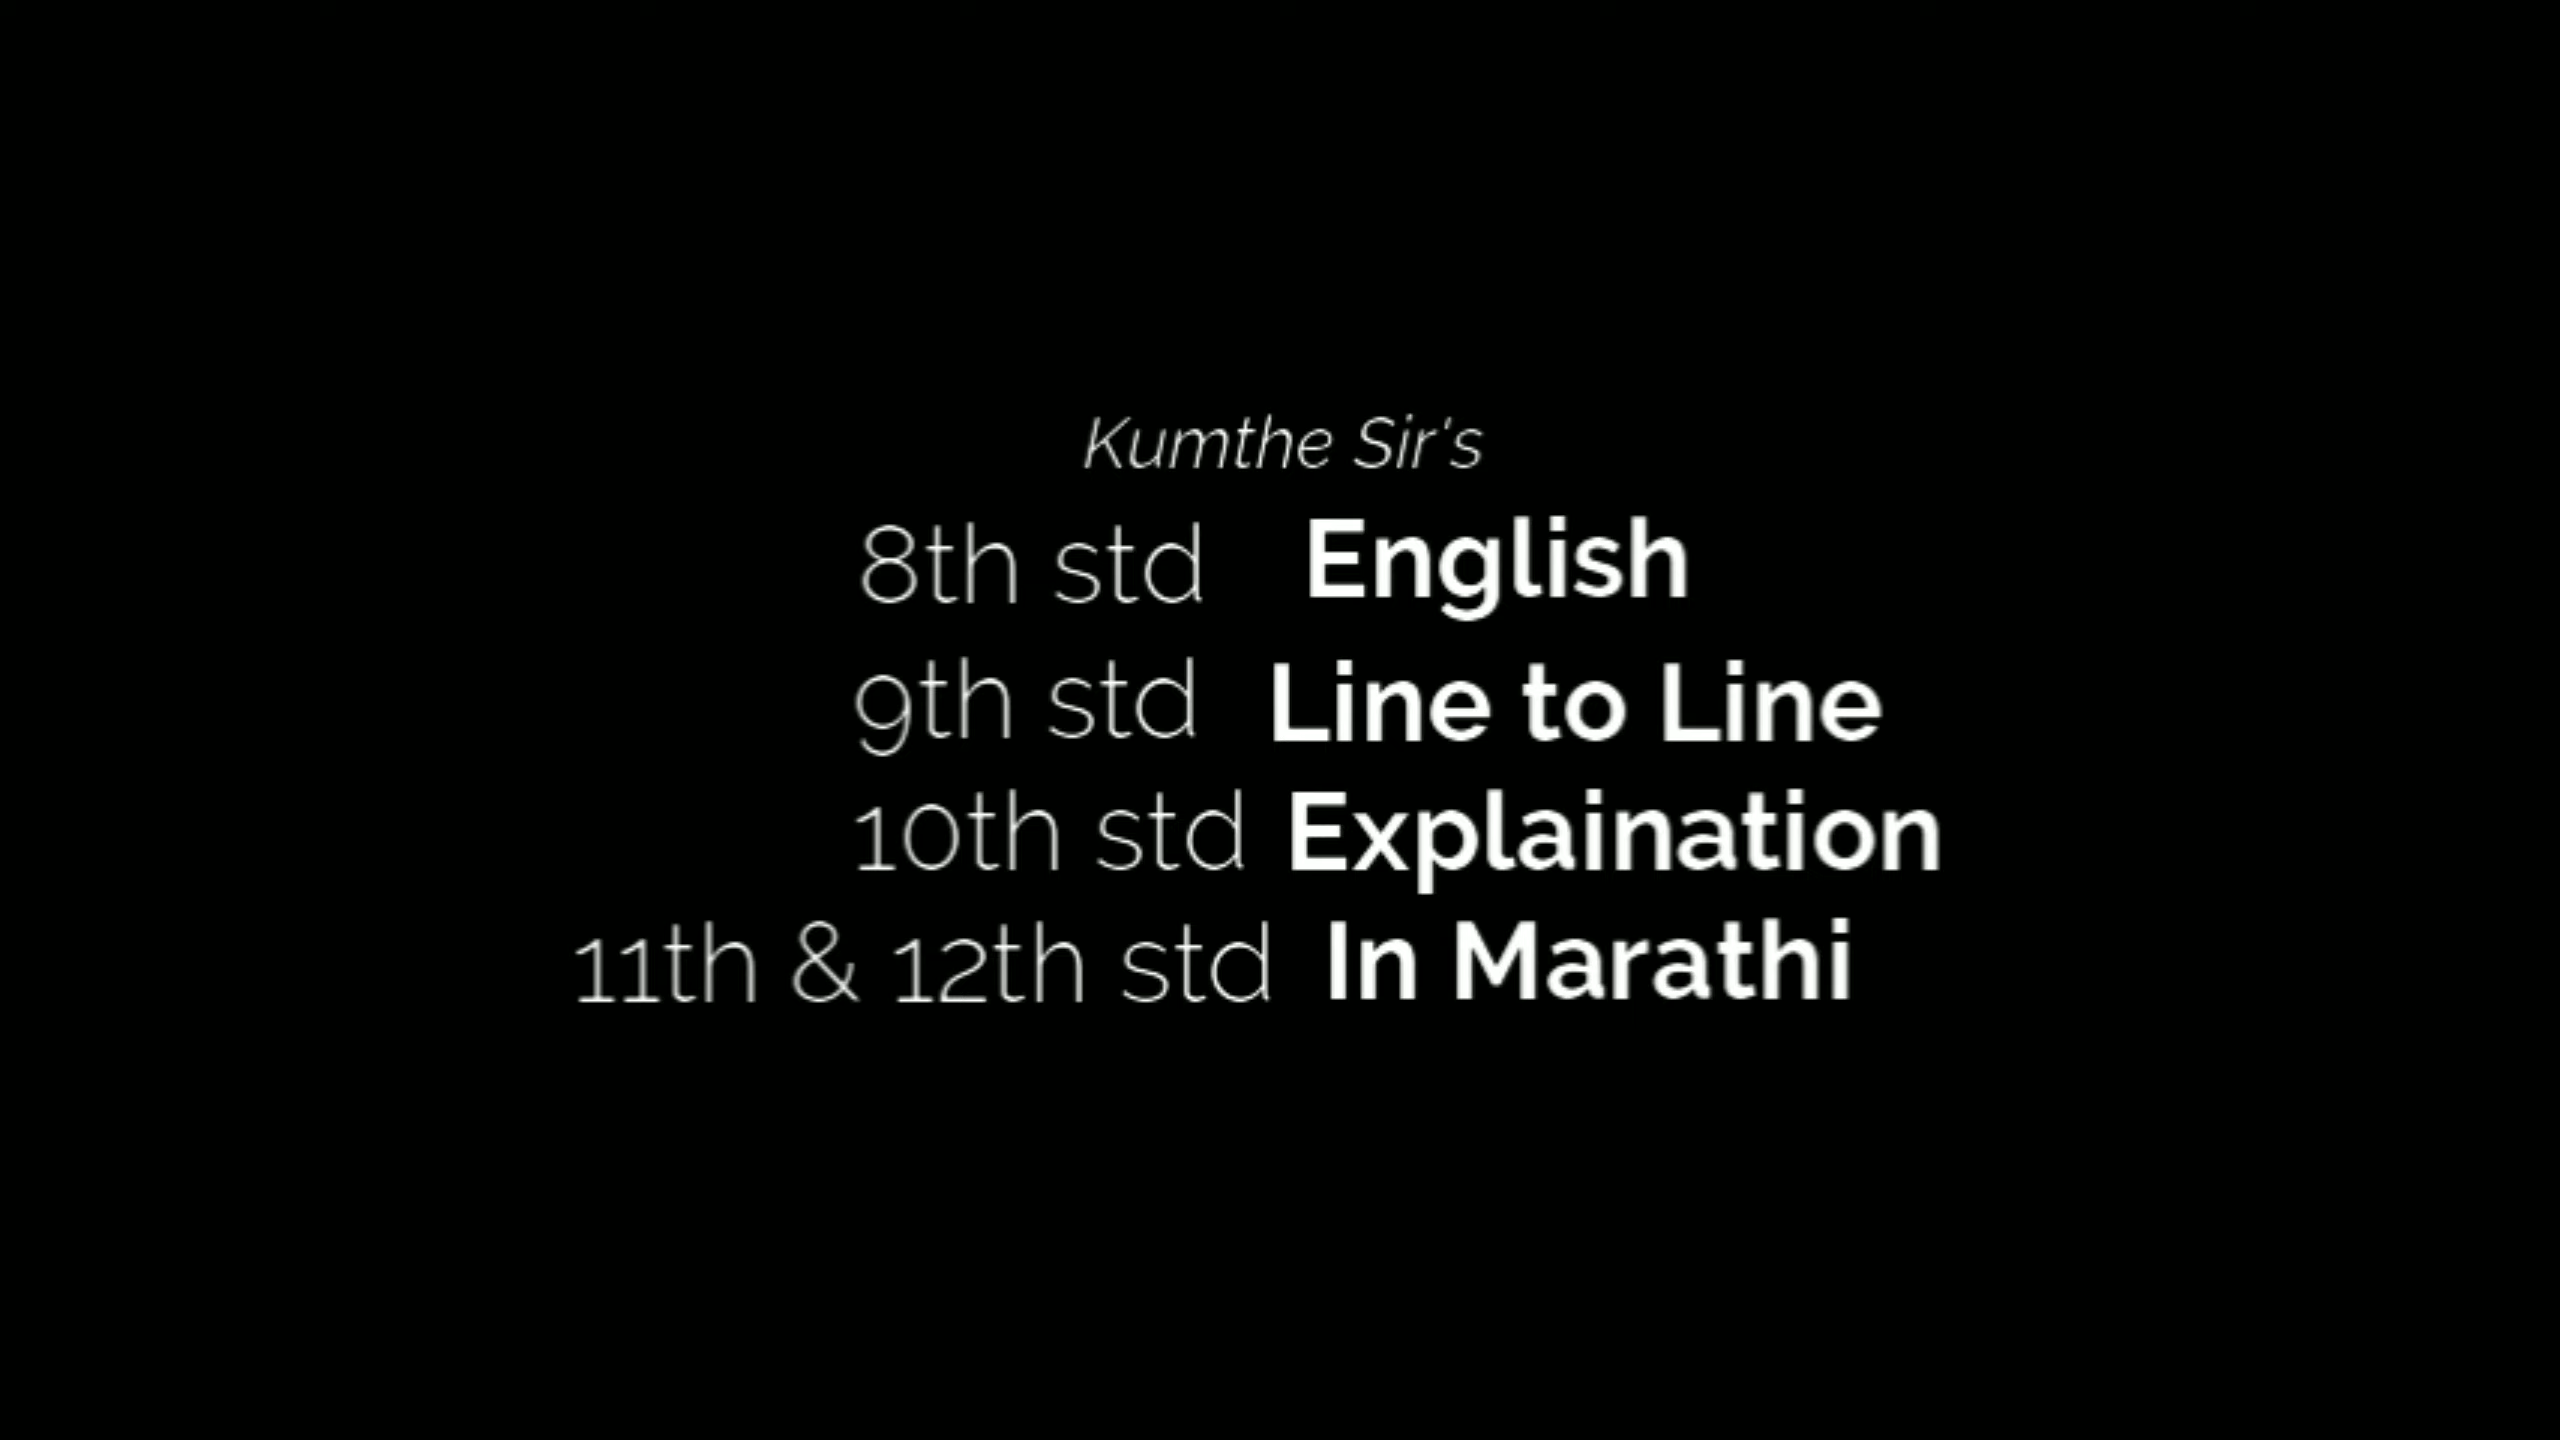 Kumthe Sir's
8th std English
9th std Line to Line
10th std Explaination
11th & 12th std In Marathi